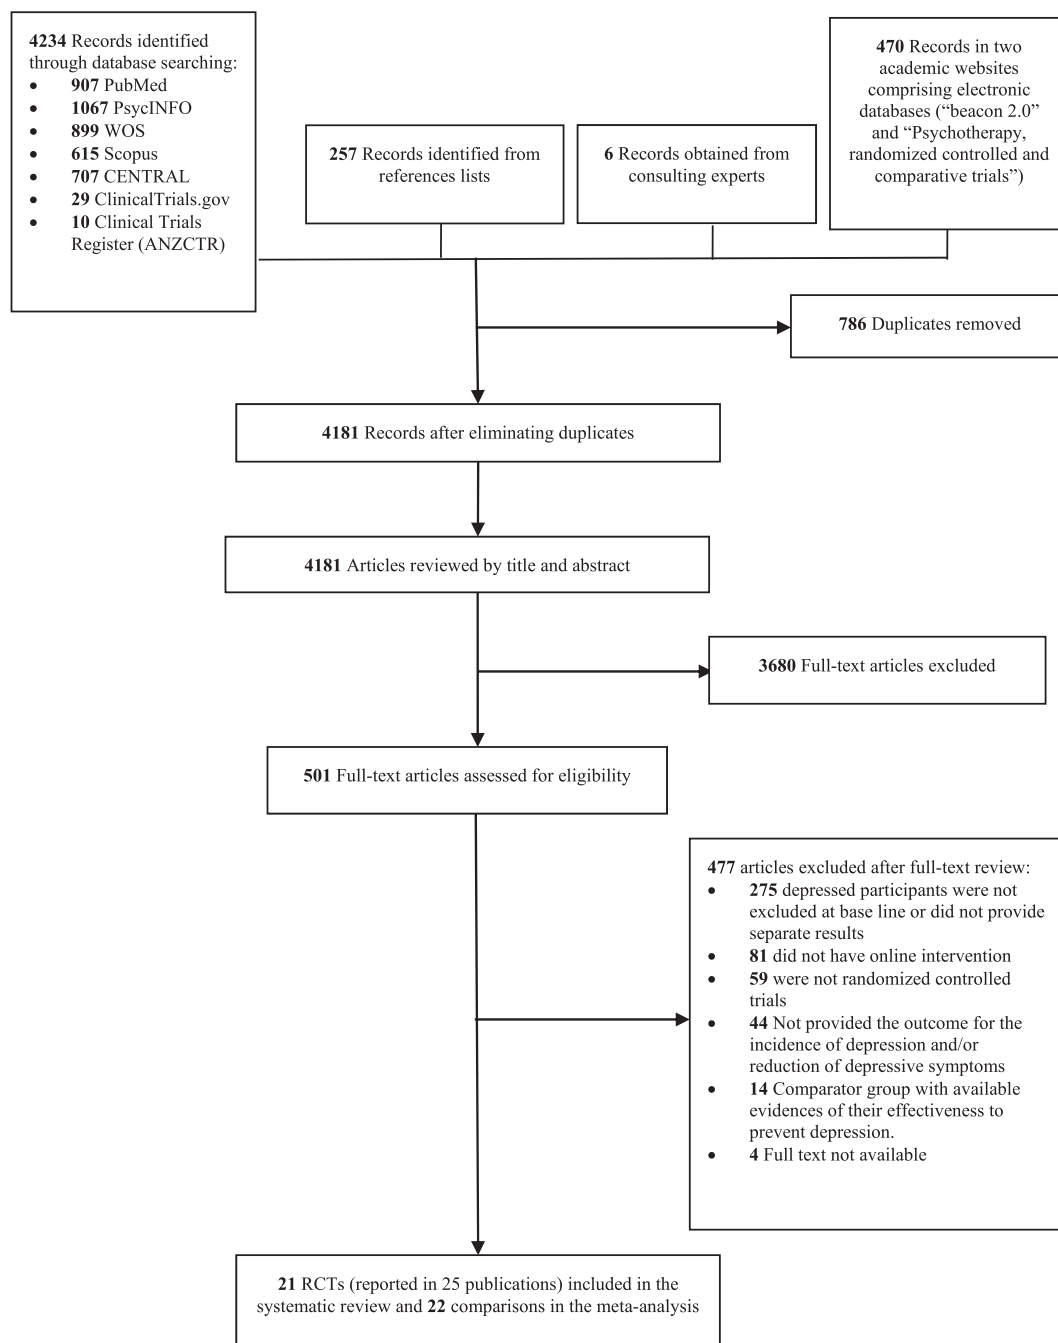 4234 Records identified
through database searching:
• 907 PubMed
• 1067 PsycINFO
• 899 WOS
• 615 Scopus
• 707 CENTRAL
• 29 ClinicalTrials.gov
• 10 Clinical Trials
Register (ANZCTR)
257 Records identified from
references lists
6 Records obtained from
consulting experts
470 Records in two
academic websites
comprising electronic
databases (“beacon 2.0”
and “Psychotherapy,
randomized controlled and
comparative trials”)
786 Duplicates removed
4181 Records after eliminating duplicates
4181 Articles reviewed by title and abstract
3680 Full-text articles excluded
501 Full-text articles assessed for eligibility
477 articles excluded after full-text review:
• 275 depressed participants were not
excluded at base line or did not provide
separate results
• 81 did not have online intervention
• 59 were not randomized controlled
trials
• 44 Not provided the outcome for the
incidence of depression and/or
reduction of depressive symptoms
• 14 Comparator group with available
evidences of their effectiveness to
prevent depression.
• 4 Full text not available
21 RCTs (reported in 25 publications) included in the
systematic review and 22 comparisons in the meta-analysis